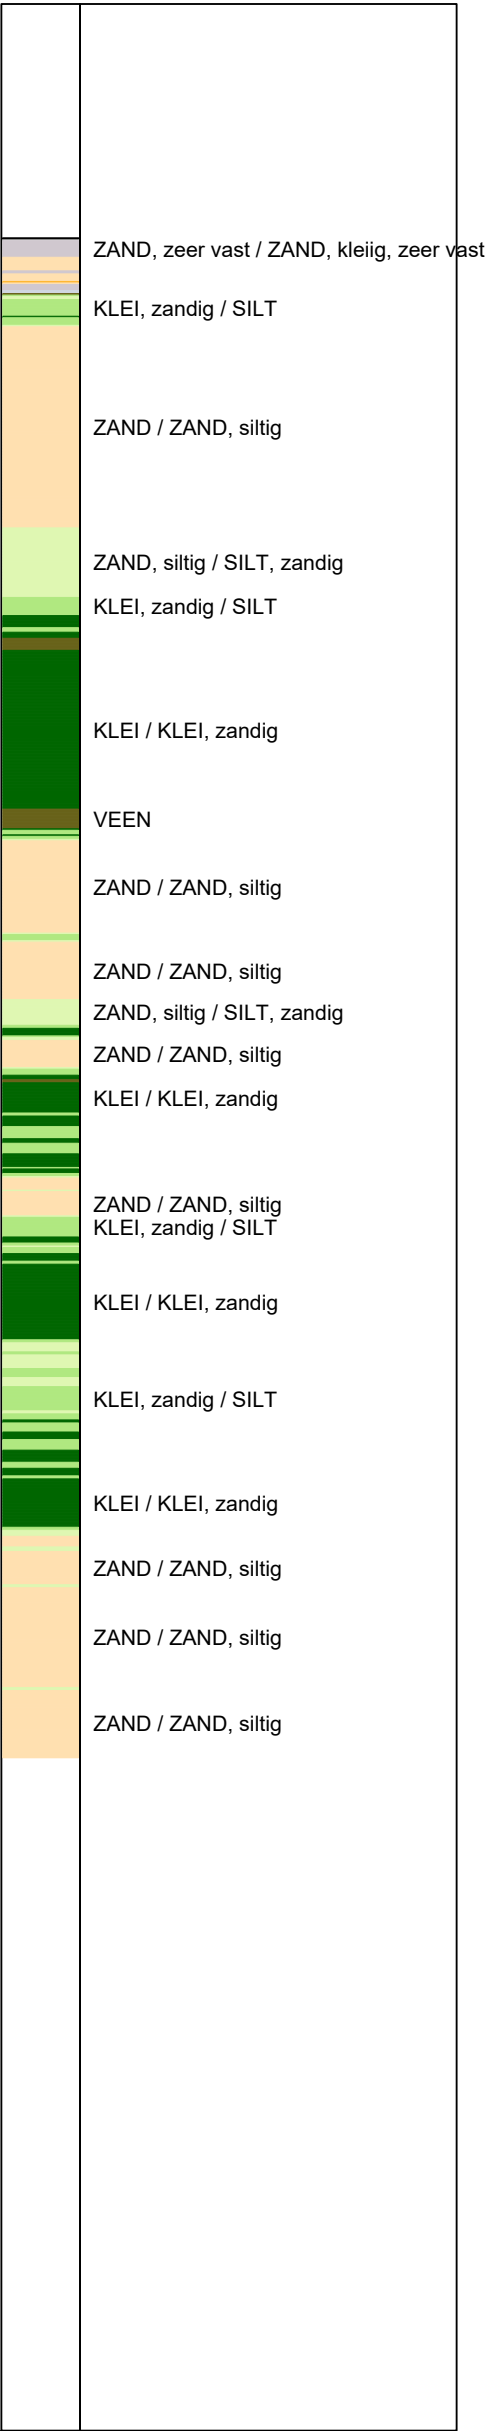 ZAND, zeer vast / ZAND, kleiig, zeer vast
KLEI, zandig / SILT
ZAND / ZAND, siltig
ZAND, siltig / SILT, zandig
KLEI, zandig / SILT
KLEI / KLEI, zandig
VEEN
ZAND / ZAND, siltig
ZAND / ZAND, siltig
ZAND, siltig / SILT, zandig
ZAND / ZAND, siltig
KLEI / KLEI, zandig
ZAND / ZAND, siltig
KLEI, zandig / SILT
KLEI / KLEI, zandig
KLEI, zandig / SILT
KLEI / KLEI, zandig
ZAND / ZAND, siltig
ZAND / ZAND, siltig
ZAND / ZAND, siltig